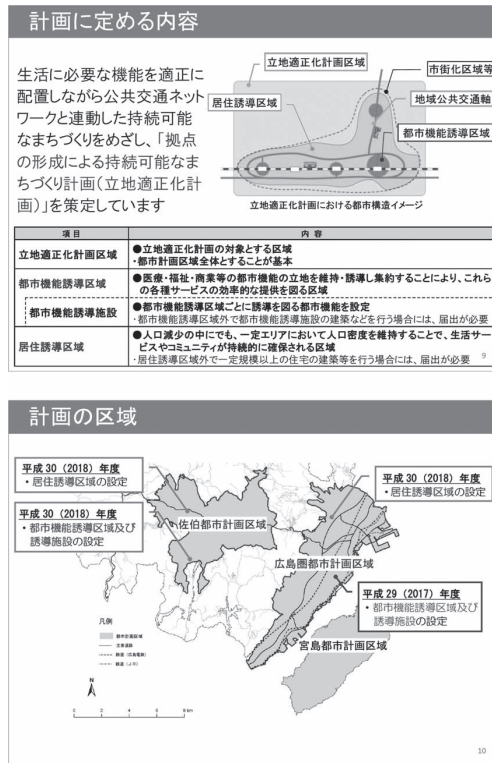 計画に定める内容
生活に必要な機能を適正に
配置しながら公共交通ネット
ワークと連動した持続可能
なまちづくりをめざし、「拠点
の形成による持続可能なま
ちづくり計画(立地適正化計
画)」を策定しています
立地適正化計画区域
市街化区域等
居住誘導区域
地域公共交通軸
都市機能誘導区域
立地適正化計画における都市構造イメージ
項目 内容
立地適正化計画区域
●立地適正化計画の対象とする区域
・都市計画区域全体とすることが基本
都市機能誘導区域
●医療・福祉・商業等の都市機能の立地を維持・誘導し集約することにより、これら
の各種サービスの効率的な提供を図る区域
都市機能誘導施設
●都市機能誘導区域ごとに誘導を図る都市機能を設定
・都市機能誘導区域外で都市機能誘導施設の建築などを行う場合には、届出が必要
居住誘導区域
●人口減少の中にでも、一定エリアにおいて人口密度を維持することで、生活サー
ビスやコミュニティが持続的に確保される区域
・居住誘導区域外で一定規模以上の住宅の建築等を行う場合には、届出が必要
9
計画の区域
平成30(2018)年度
・居住誘導区域の設定
平成30(2018)年度
・都市機能誘導区域及び
誘導施設の設定
平成30(2018)年度
・居住誘導区域の設定
佐伯都市計画区域
広島圏都市計画区域
平成29(2017)年度
・都市機能誘導区域及び
誘導施設の設定
宮島都市計画区域
凡例
都市計画区域
主要道路
鉄道(広島電鉄)
鉄道(JR)
N
0 2 4 6 8 km
10